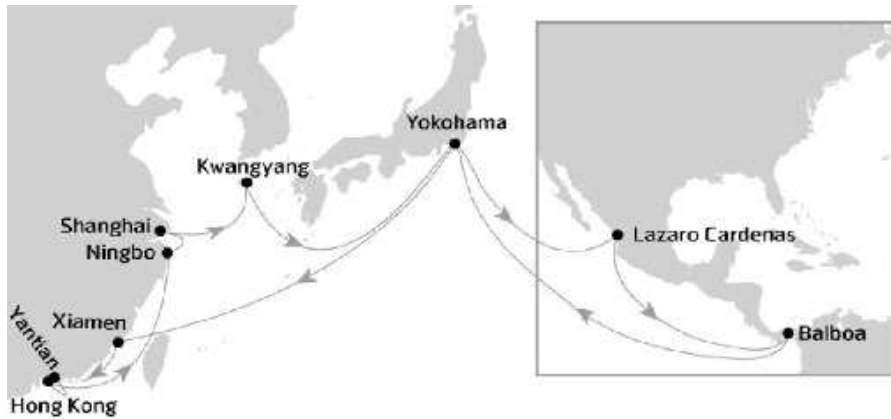 Yokohama
Kwangyang
Shanghai
Ningbo
Lazaro Cardenas
Xiamen
Yantian
Balboa
Hong Kong